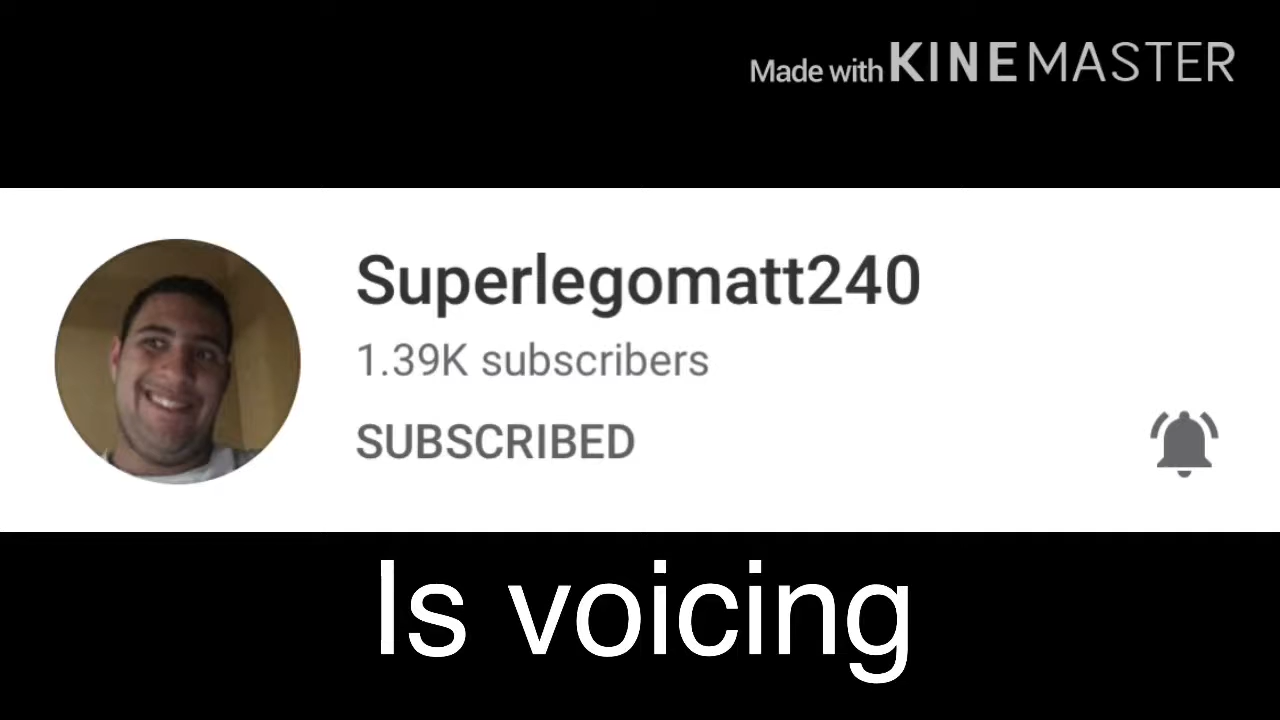 Made with KINEMASTER
Superlegomatt240
1.39K subscribers
SUBSCRIBED
Is voicing